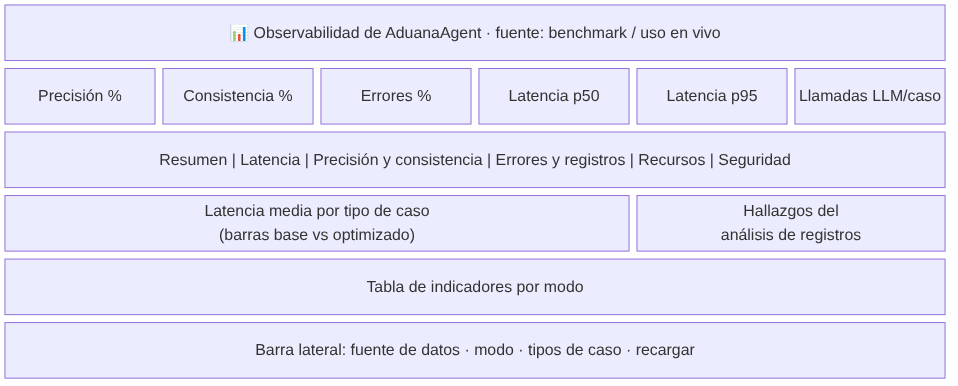 📊 Observabilidad de AduanaAgent · fuente: benchmark / uso en vivo
Precisión %
Consistencia %
Errores %
Latencia p50
Latencia p95
Llamadas LLM/caso
Resumen | Latencia | Precisión y consistencia | Errores y registros | Recursos | Seguridad
Latencia media por tipo de caso
(barras base vs optimizado)
Hallazgos del
análisis de registros
Tabla de indicadores por modo
Barra lateral: fuente de datos · modo · tipos de caso · recargar